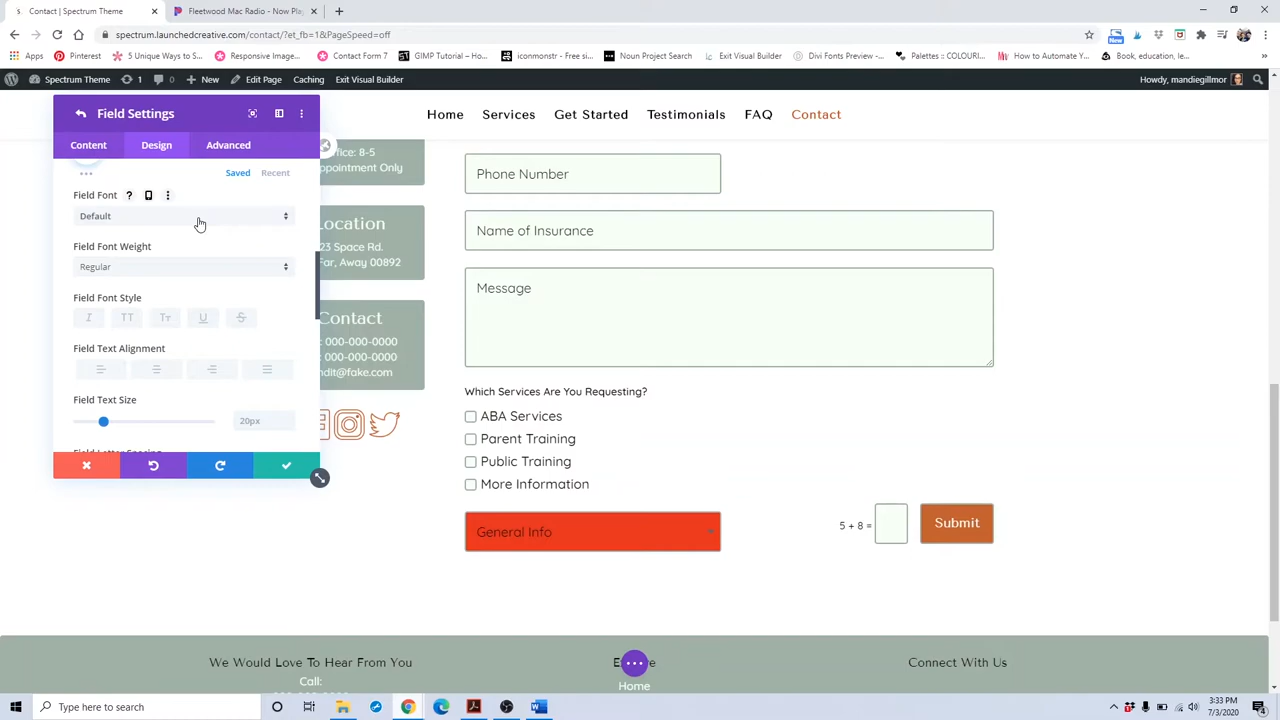 Contact | Spectrum Theme
Fleetwood Mac Radio - Now Play
spectrum.launchedcreative.com/contact/?et_fb=1&PageSpeed=off
Apps
Pinterest
5 Unique Ways to S...
Responsive Image...
Contact Form 7
GIMP Tutorial – Ho...
iconmonstr - Free si...
Noun Project Search
Exit Visual Builder
Divi Fonts Preview -...
Palettes :: COLOURl...
How to Automate Y...
Book, education, le...
Spectrum Theme
1
0
New
Edit Page
Caching
Exit Visual Builder
Howdy, mandiegillmor
Field Settings
Content
Design
Advanced
Saved
Recent
Field Font
Default
Field Font Weight
Regular
Field Font Style
I
TT
Tт
U
S
Field Text Alignment
Field Text Size
20px
Home
Services
Get Started
Testimonials
FAQ
Contact
ffice: 8-5
ppointment Only
Location
23 Space Rd.
Far, Away 00892
Contact
: 000-000-0000
: 000-000-0000
ndit@fake.com
Phone Number
Name of Insurance
Message
Which Services Are You Requesting?
ABA Services
Parent Training
Public Training
More Information
General Info
5 + 8 =
Submit
We Would Love To Hear From You
Call:
Home
Connect With Us
Type here to search
3:33 PM
7/3/2020
4